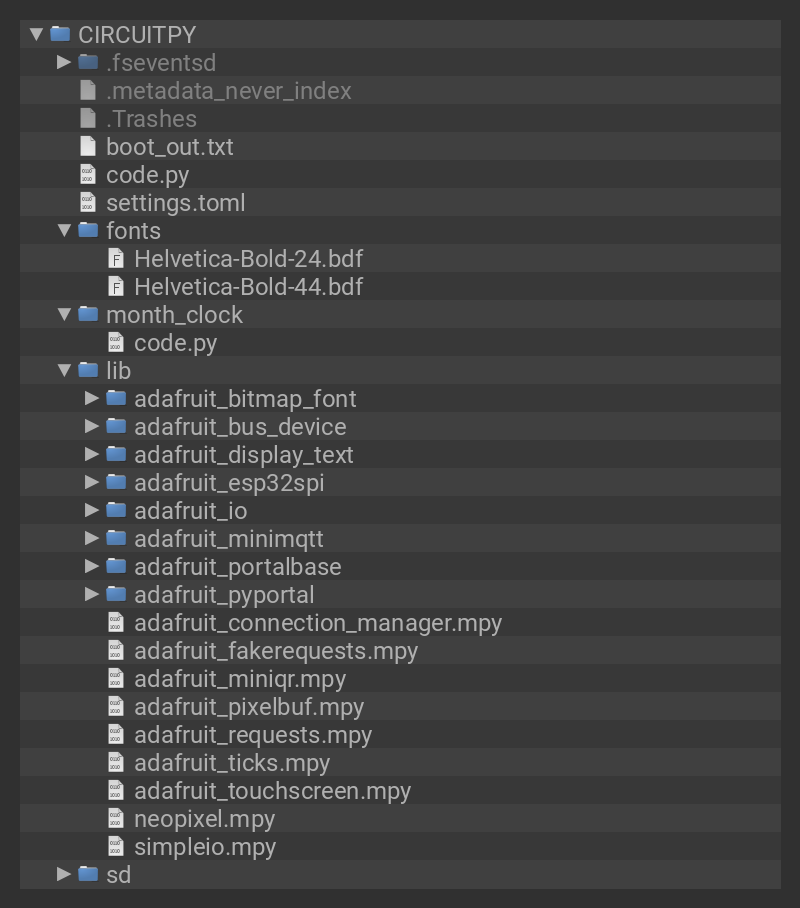 CIRCUITPY
.fseventsd
.metadata_never_index
.Trashes
boot_out.txt
code.py
settings.toml
fonts
Helvetica-Bold-24.bdf
Helvetica-Bold-44.bdf
month_clock
code.py
lib
adafruit_bitmap_font
adafruit_bus_device
adafruit_display_text
adafruit_esp32spi
adafruit_io
adafruit_minimqtt
adafruit_portalbase
adafruit_pyportal
adafruit_connection_manager.mpy
adafruit_fakerequests.mpy
adafruit_miniqr.mpy
adafruit_pixelbuf.mpy
adafruit_requests.mpy
adafruit_ticks.mpy
adafruit_touchscreen.mpy
neopixel.mpy
simpleio.mpy
sd